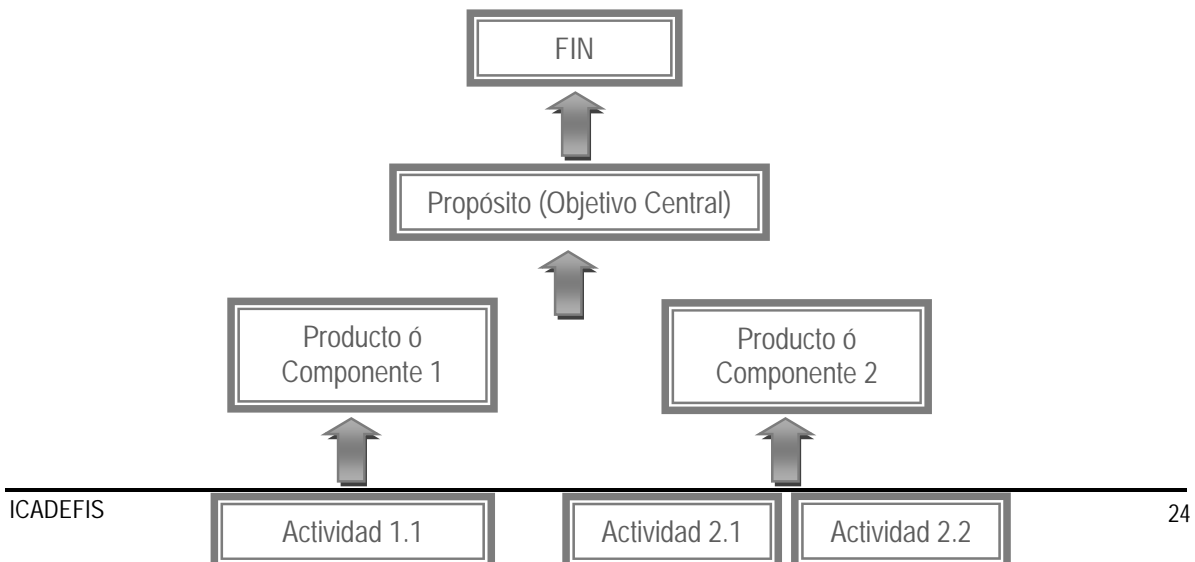 FIN
Propósito (Objetivo Central)
Producto ó
Componente 1
Producto ó
Componente 2
ICADEFIS
24
Actividad 1.1
Actividad 2.1
Actividad 2.2